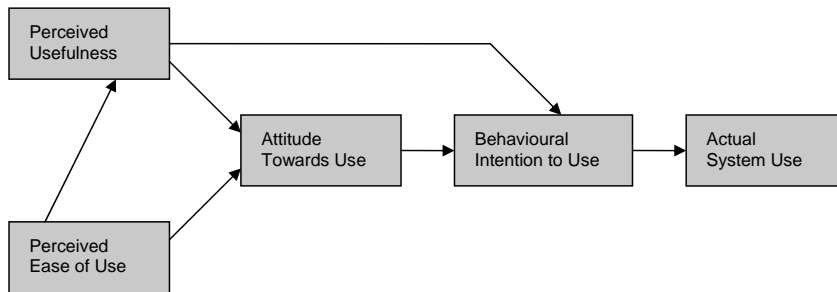 Perceived
Usefulness
Attitude
Towards Use
Behavioural
Intention to Use
Actual
System Use
Perceived
Ease of Use